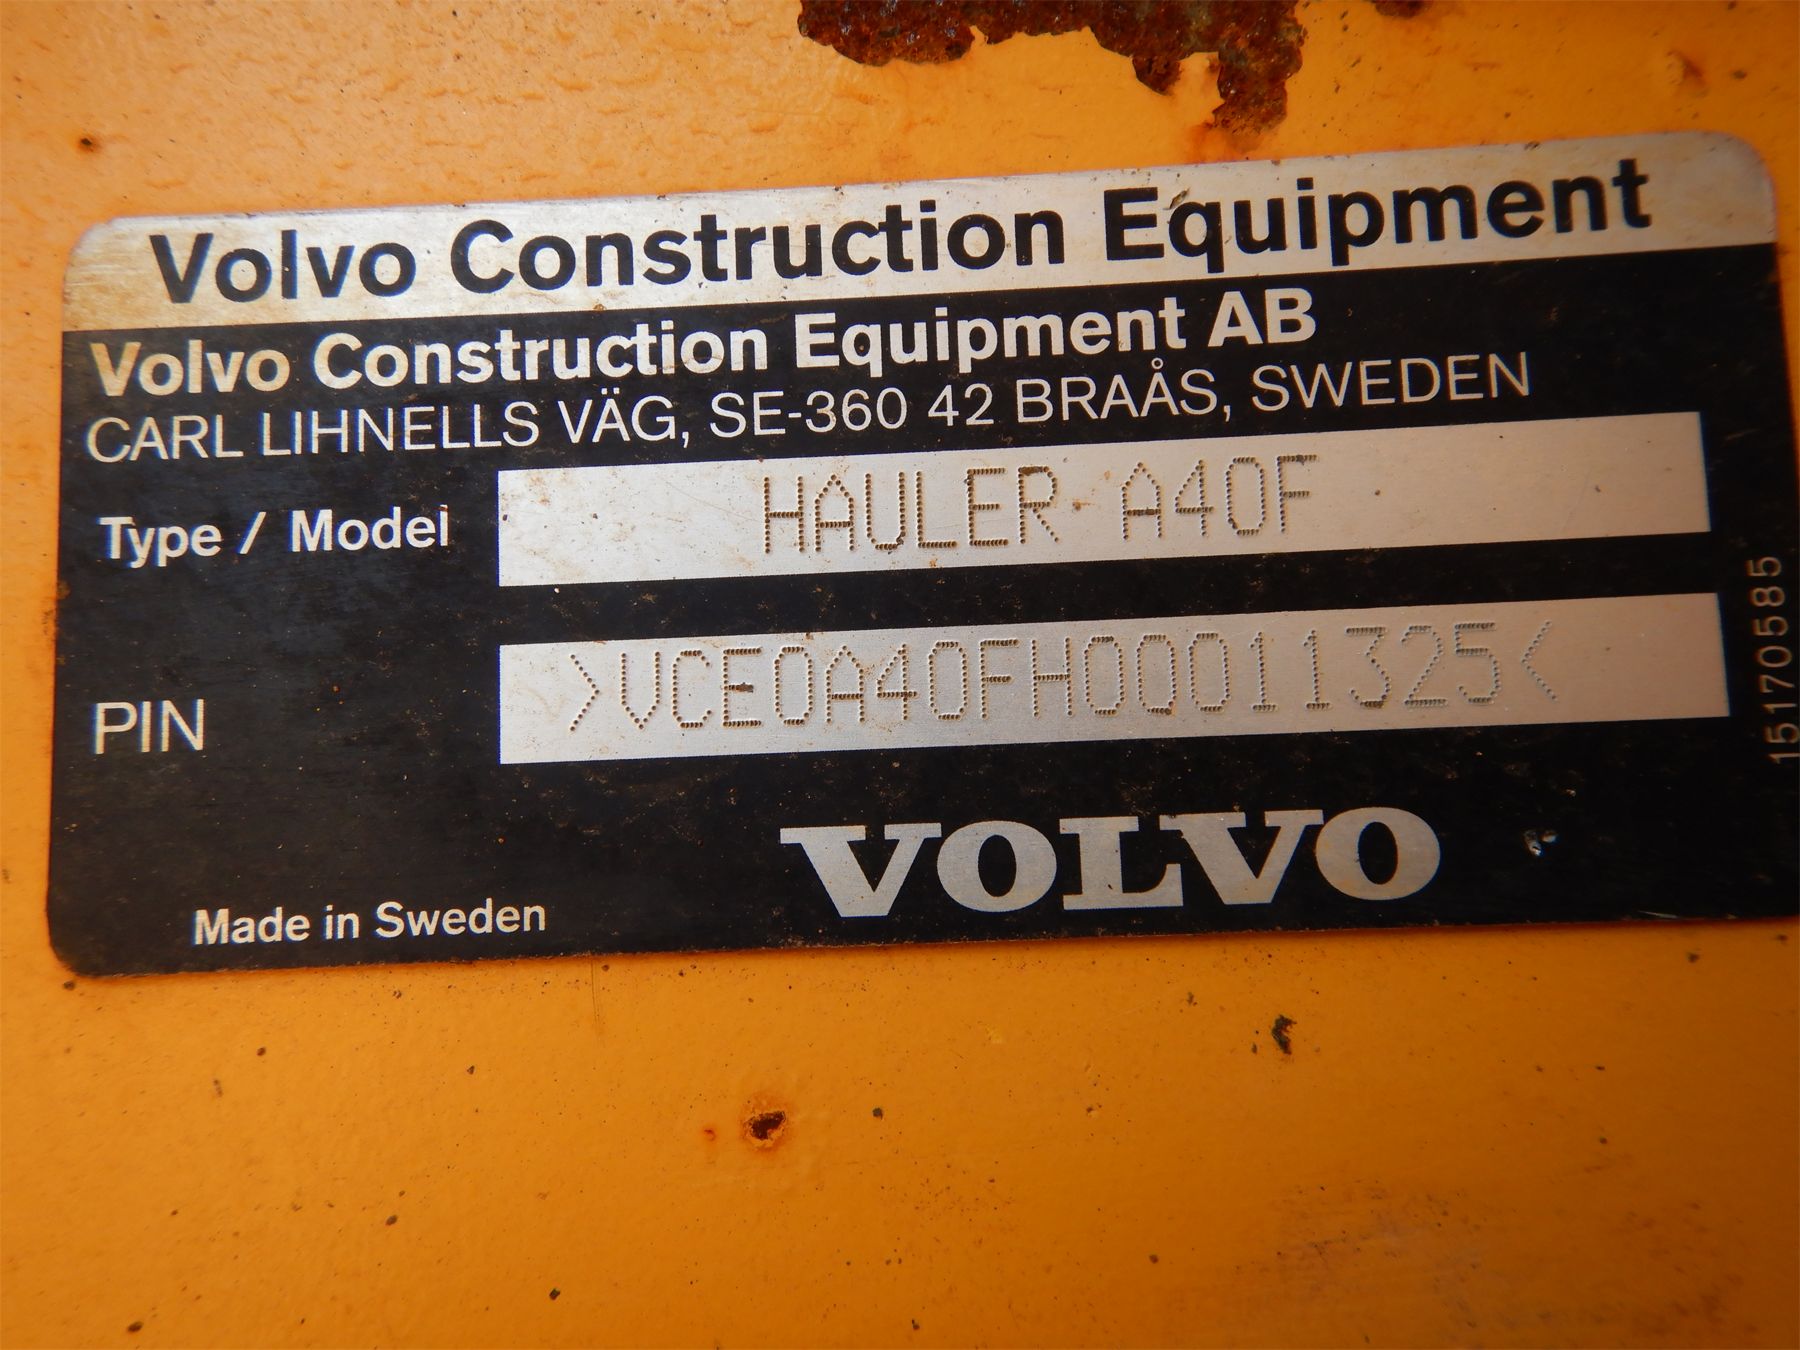 Volvo Construction Equipment
Volvo Construction Equipment AB
CARL LIHNELLS VÄG, SE-360 42 BRAÅS, SWEDEN
Type / Model HAULER A40F
PIN >VCE0A40FH00011325<
VOLVO
Made in Sweden
15170585